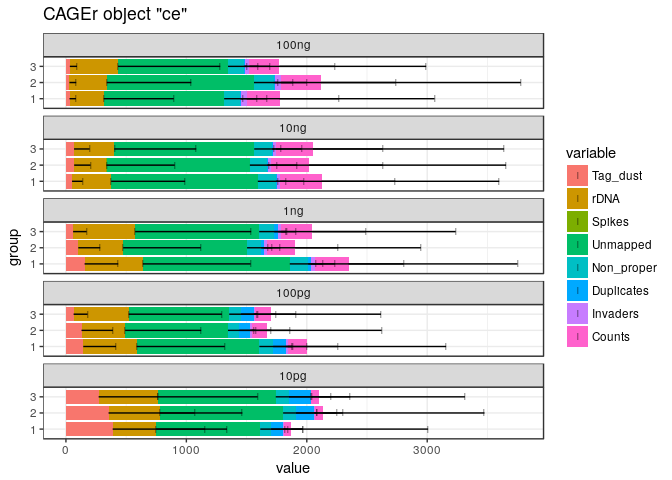 CAGEr object "ce"
100ng
3
2
1
10ng
3
2
1
1ng
3
2
1
100pg
3
2
1
10pg
3
2
1
0 1000 2000 3000
value
group
variable
Tag_dust
rDNA
Spikes
Unmapped
Non_proper
Duplicates
Invaders
Counts